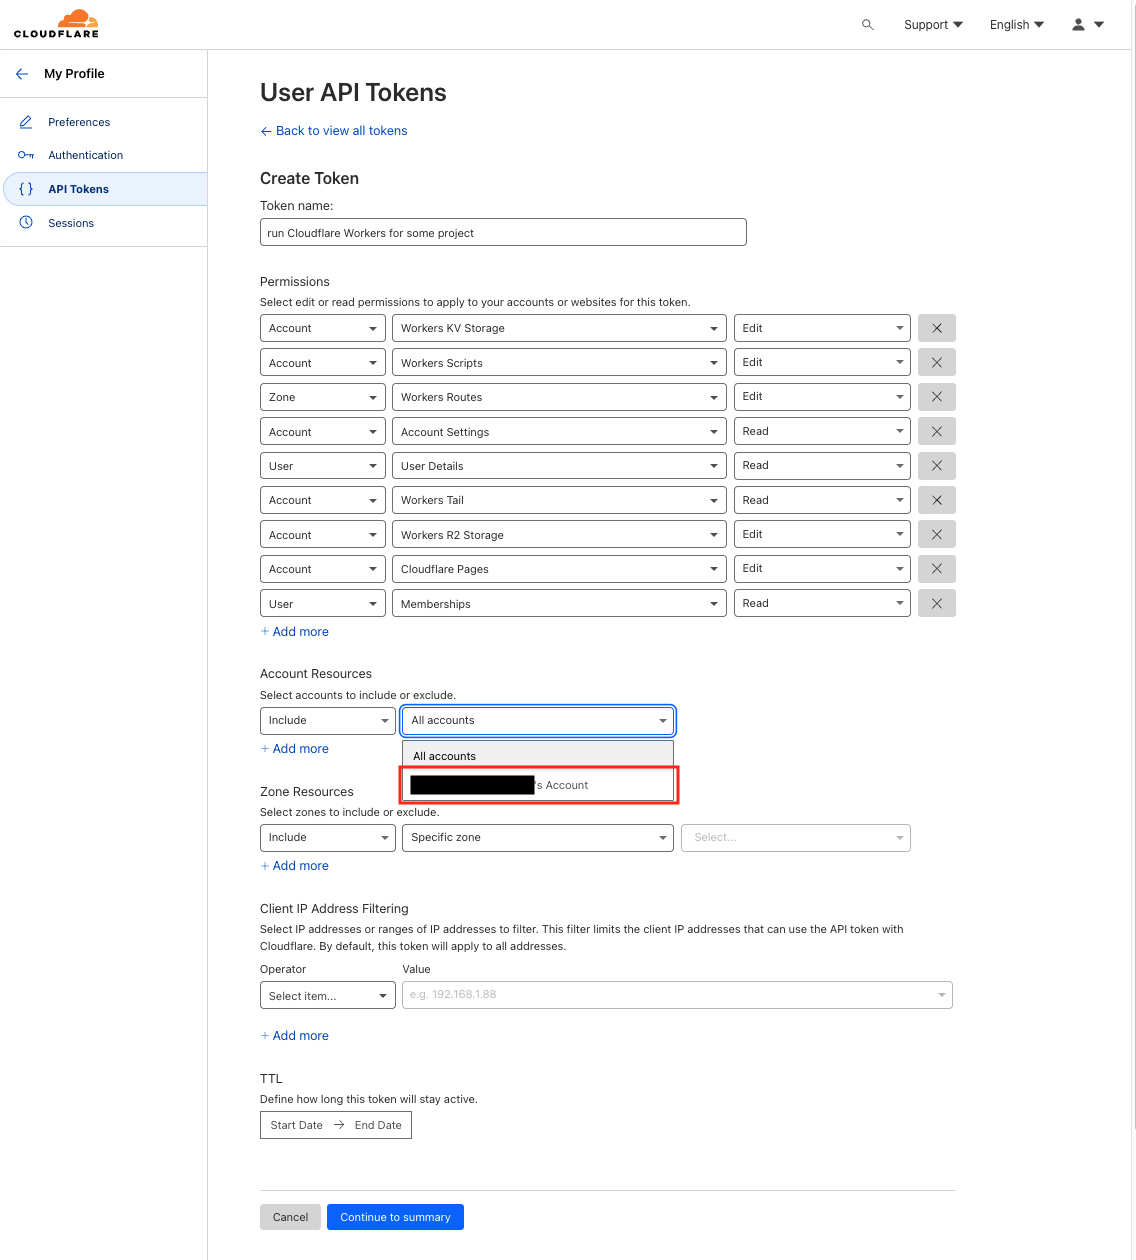 CLOUDFLARE
Support
English
My Profile
Preferences
Authentication
API Tokens
Sessions
User API Tokens
← Back to view all tokens
Create Token
Token name:
run Cloudflare Workers for some project
Permissions
Select edit or read permissions to apply to your accounts or websites for this token.
Account Workers KV Storage Edit
Account Workers Scripts Edit
Zone Workers Routes Edit
Account Account Settings Read
User User Details Read
Account Workers Tail Read
Account Workers R2 Storage Edit
Account Cloudflare Pages Edit
User Memberships Read
+ Add more
Account Resources
Select accounts to include or exclude.
Include All accounts
+ Add more
All accounts
's Account
Zone Resources
Select zones to include or exclude.
Include Specific zone Select...
+ Add more
Client IP Address Filtering
Select IP addresses or ranges of IP addresses to filter. This filter limits the client IP addresses that can use the API token with
Cloudflare. By default, this token will apply to all addresses.
Operator Value
Select item... e.g. 192.168.1.88
+ Add more
TTL
Define how long this token will stay active.
Start Date → End Date
Cancel Continue to summary